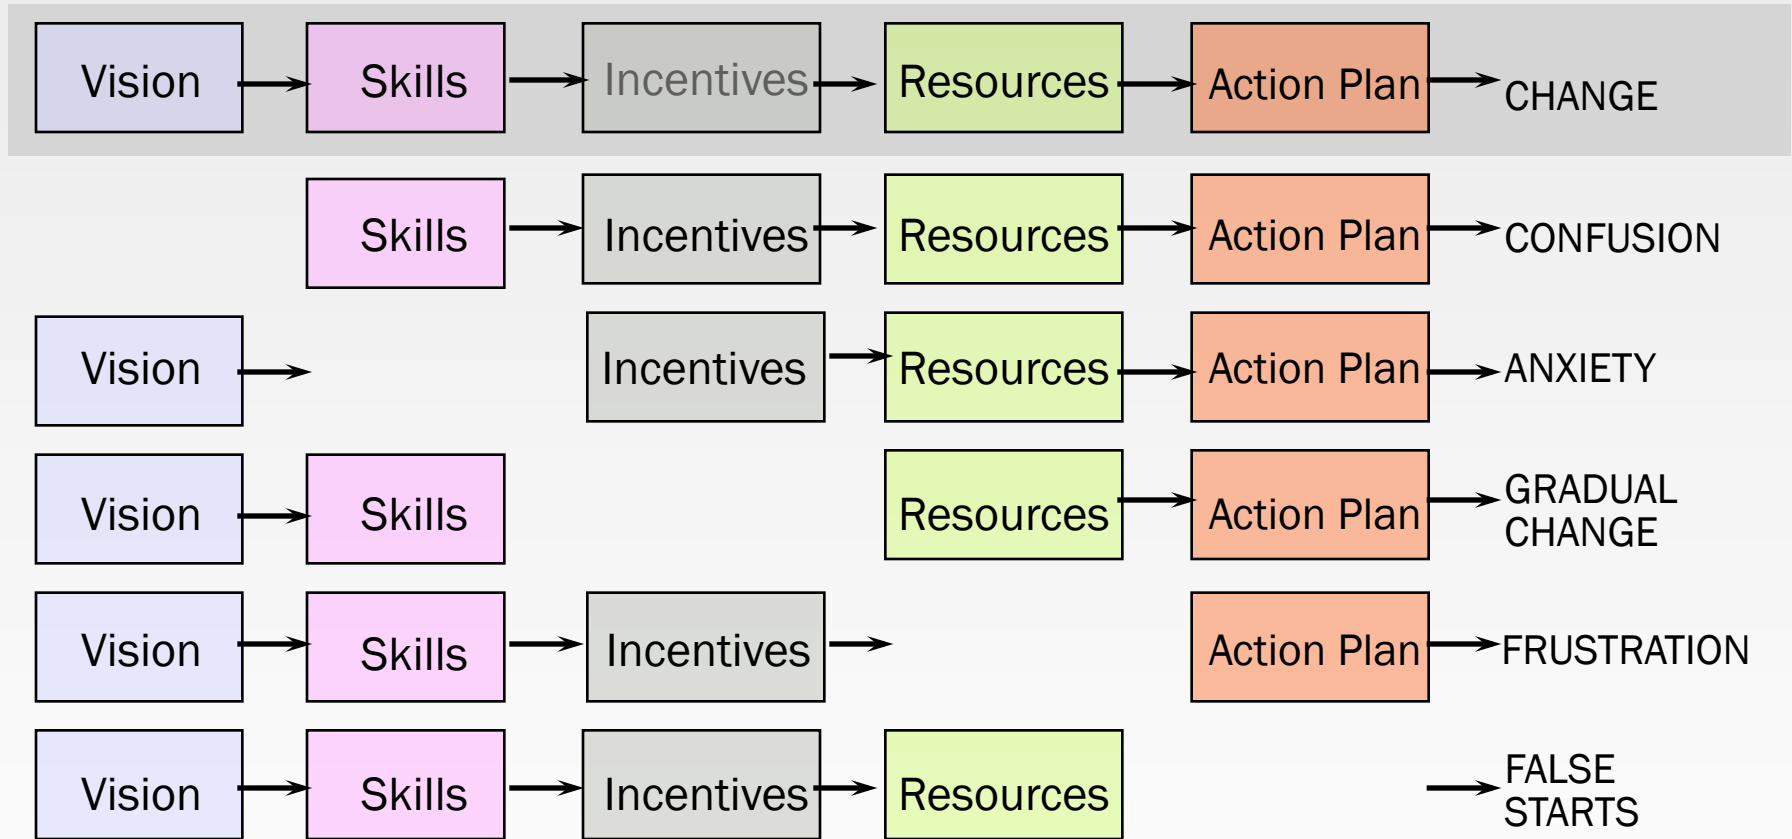 Vision Skills Incentives Resources Action Plan CHANGE
Skills Incentives Resources Action Plan CONFUSION
Vision Incentives Resources Action Plan ANXIETY
Vision Skills Resources Action Plan GRADUAL
CHANGE
Vision Skills Incentives Action Plan FRUSTRATION
Vision Skills Incentives Resources FALSE
STARTS